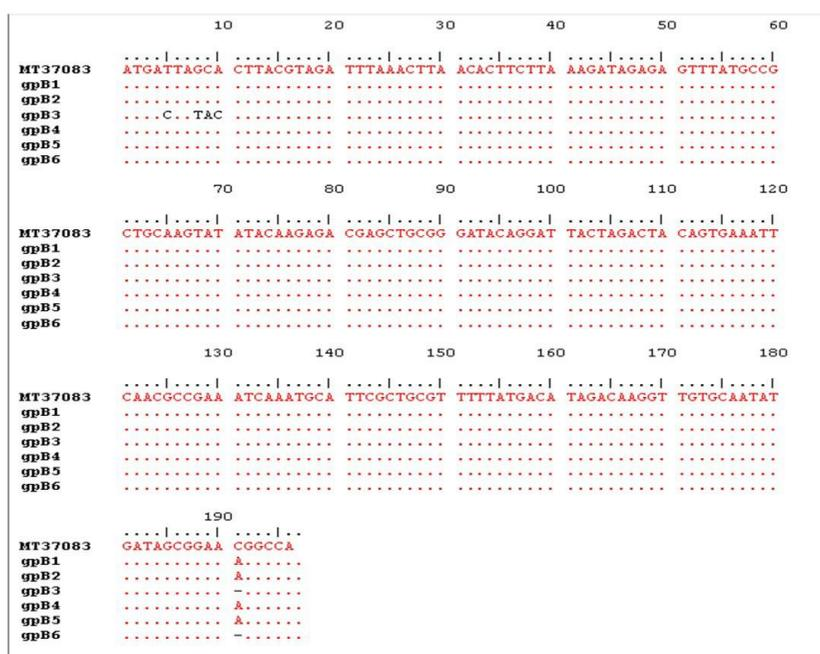 10 20 30 40 50 60
....|....| ....|....| ....|....| ....|....| ....|....| ....|....|
MT37083 ATGATTAGCA CTTACGTAGA TTTAAACTTA ACACTTCTTA AAGATAGAGA GTTTATGCCG
gpB1 .......... .......... .......... .......... .......... ..........
gpB2 .......... .......... .......... .......... .......... ..........
gpB3 ....C..TAC .......... .......... .......... .......... ..........
gpB4 .......... .......... .......... .......... .......... ..........
gpB5 .......... .......... .......... .......... .......... ..........
gpB6 .......... .......... .......... .......... .......... ..........
70 80 90 100 110 120
....|....| ....|....| ....|....| ....|....| ....|....| ....|....|
MT37083 CTGCAAGTAT ATACAAGAGA CGAGCTGCGG GATACAGGAT TACTAGACTA CAGTGAAATT
gpB1 .......... .......... .......... .......... .......... ..........
gpB2 .......... .......... .......... .......... .......... ..........
gpB3 .......... .......... .......... .......... .......... ..........
gpB4 .......... .......... .......... .......... .......... ..........
gpB5 .......... .......... .......... .......... .......... ..........
gpB6 .......... .......... .......... .......... .......... ..........
130 140 150 160 170 180
....|....| ....|....| ....|....| ....|....| ....|....| ....|....|
MT37083 CAACGCCGAA ATCAAATGCA TTCGCTGCGT TTTTATGACA TAGACAAGGT TGTGCAATAT
gpB1 .......... .......... .......... .......... .......... ..........
gpB2 .......... .......... .......... .......... .......... ..........
gpB3 .......... .......... .......... .......... .......... ..........
gpB4 .......... .......... .......... .......... .......... ..........
gpB5 .......... .......... .......... .......... .......... ..........
gpB6 .......... .......... .......... .......... .......... ..........
190
....|....| ....|.
MT37083 GATAGCGGAA CGGCCA
gpB1 .......... A.....
gpB2 .......... A.....
gpB3 .......... -.....
gpB4 .......... A.....
gpB5 .......... A.....
gpB6 .......... -.....